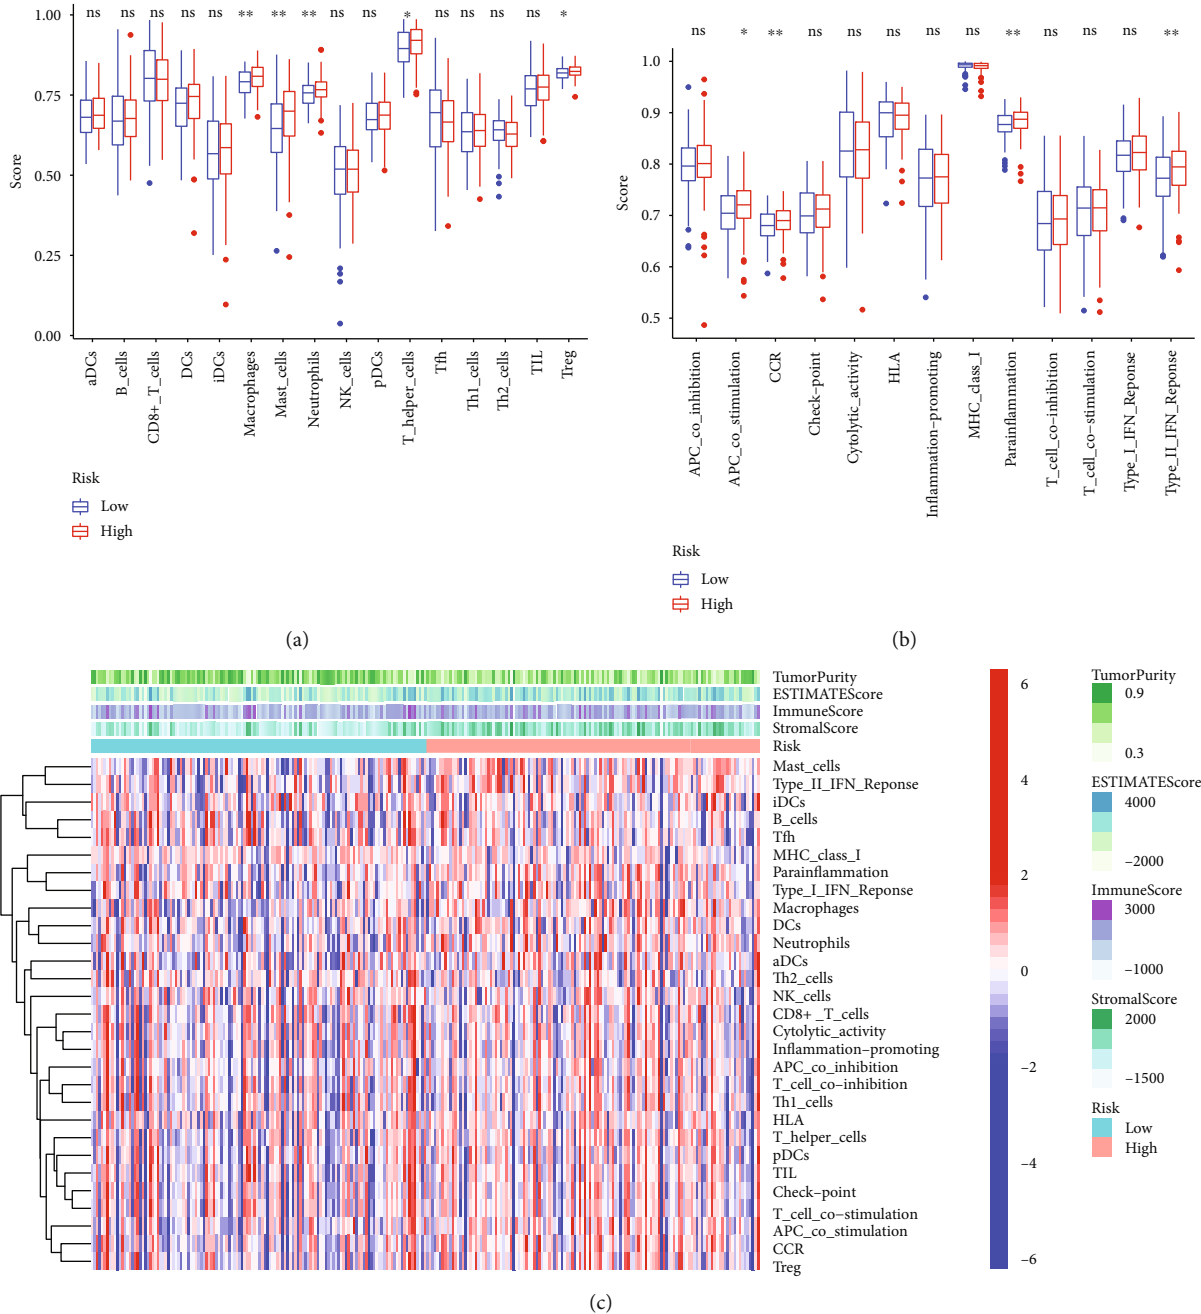 ns ns ns ns ns ** ** ** ns ns * ns ns ns ns *
1.00
0.75
0.50
0.25
0.00
Score
aDCs
B_cells
CD8+_T_cells
DCs
iDCs
Macrophages
Mast_cells
Neutrophils
NK_cells
pDCs
T_helper_cells
Tfh
Th1_cells
Th2_cells
TIL
Treg
Risk
Low
High
(a)
ns * ** ns ns ns ns ns ** ns ns ns **
1.0
0.9
0.8
0.7
0.6
0.5
Score
APC_co_inhibition
APC_co_stimulation
CCR
Check−point
Cytolytic_activity
HLA
Inflammation−promoting
MHC_class_I
Parainflammation
T_cell_co−inhibition
T_cell_co−stimulation
Type_I_IFN_Reponse
Type_II_IFN_Reponse
Risk
Low
High
(b)
TumorPurity
ESTIMATEScore
ImmuneScore
StromalScore
Risk
Mast_cells
Type_II_IFN_Reponse
iDCs
B_cells
Tfh
MHC_class_I
Parainflammation
Type_I_IFN_Reponse
Macrophages
DCs
Neutrophils
aDCs
Th2_cells
NK_cells
CD8+ _T_cells
Cytolytic_activity
Inflammation−promoting
APC_co_inhibition
T_cell_co−inhibition
Th1_cells
HLA
T_helper_cells
pDCs
TIL
Check−point
T_cell_co−stimulation
APC_co_stimulation
CCR
Treg
6
4
2
0
−2
−4
−6
TumorPurity
0.9
0.3
ESTIMATEScore
4000
−2000
ImmuneScore
3000
−1000
StromalScore
2000
−1500
Risk
Low
High
(c)